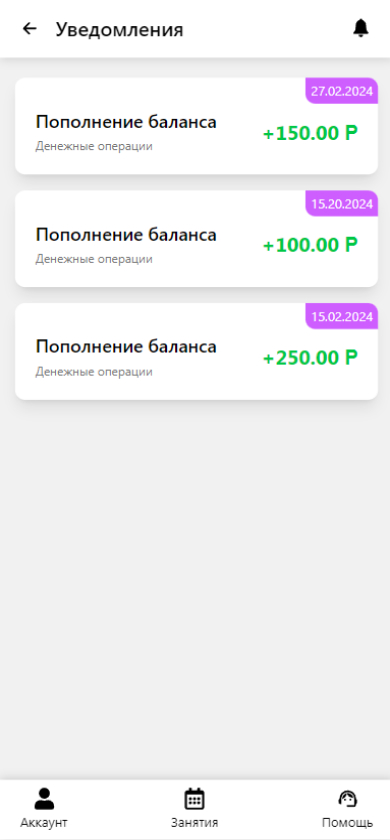 Уведомления
27.02.2024
Пополнение баланса
+150.00 Р
Денежные операции
15.20.2024
Пополнение баланса
+100.00 Р
Денежные операции
15.02.2024
Пополнение баланса
+250.00 Р
Денежные операции
Аккаунт
Занятия
Помощь